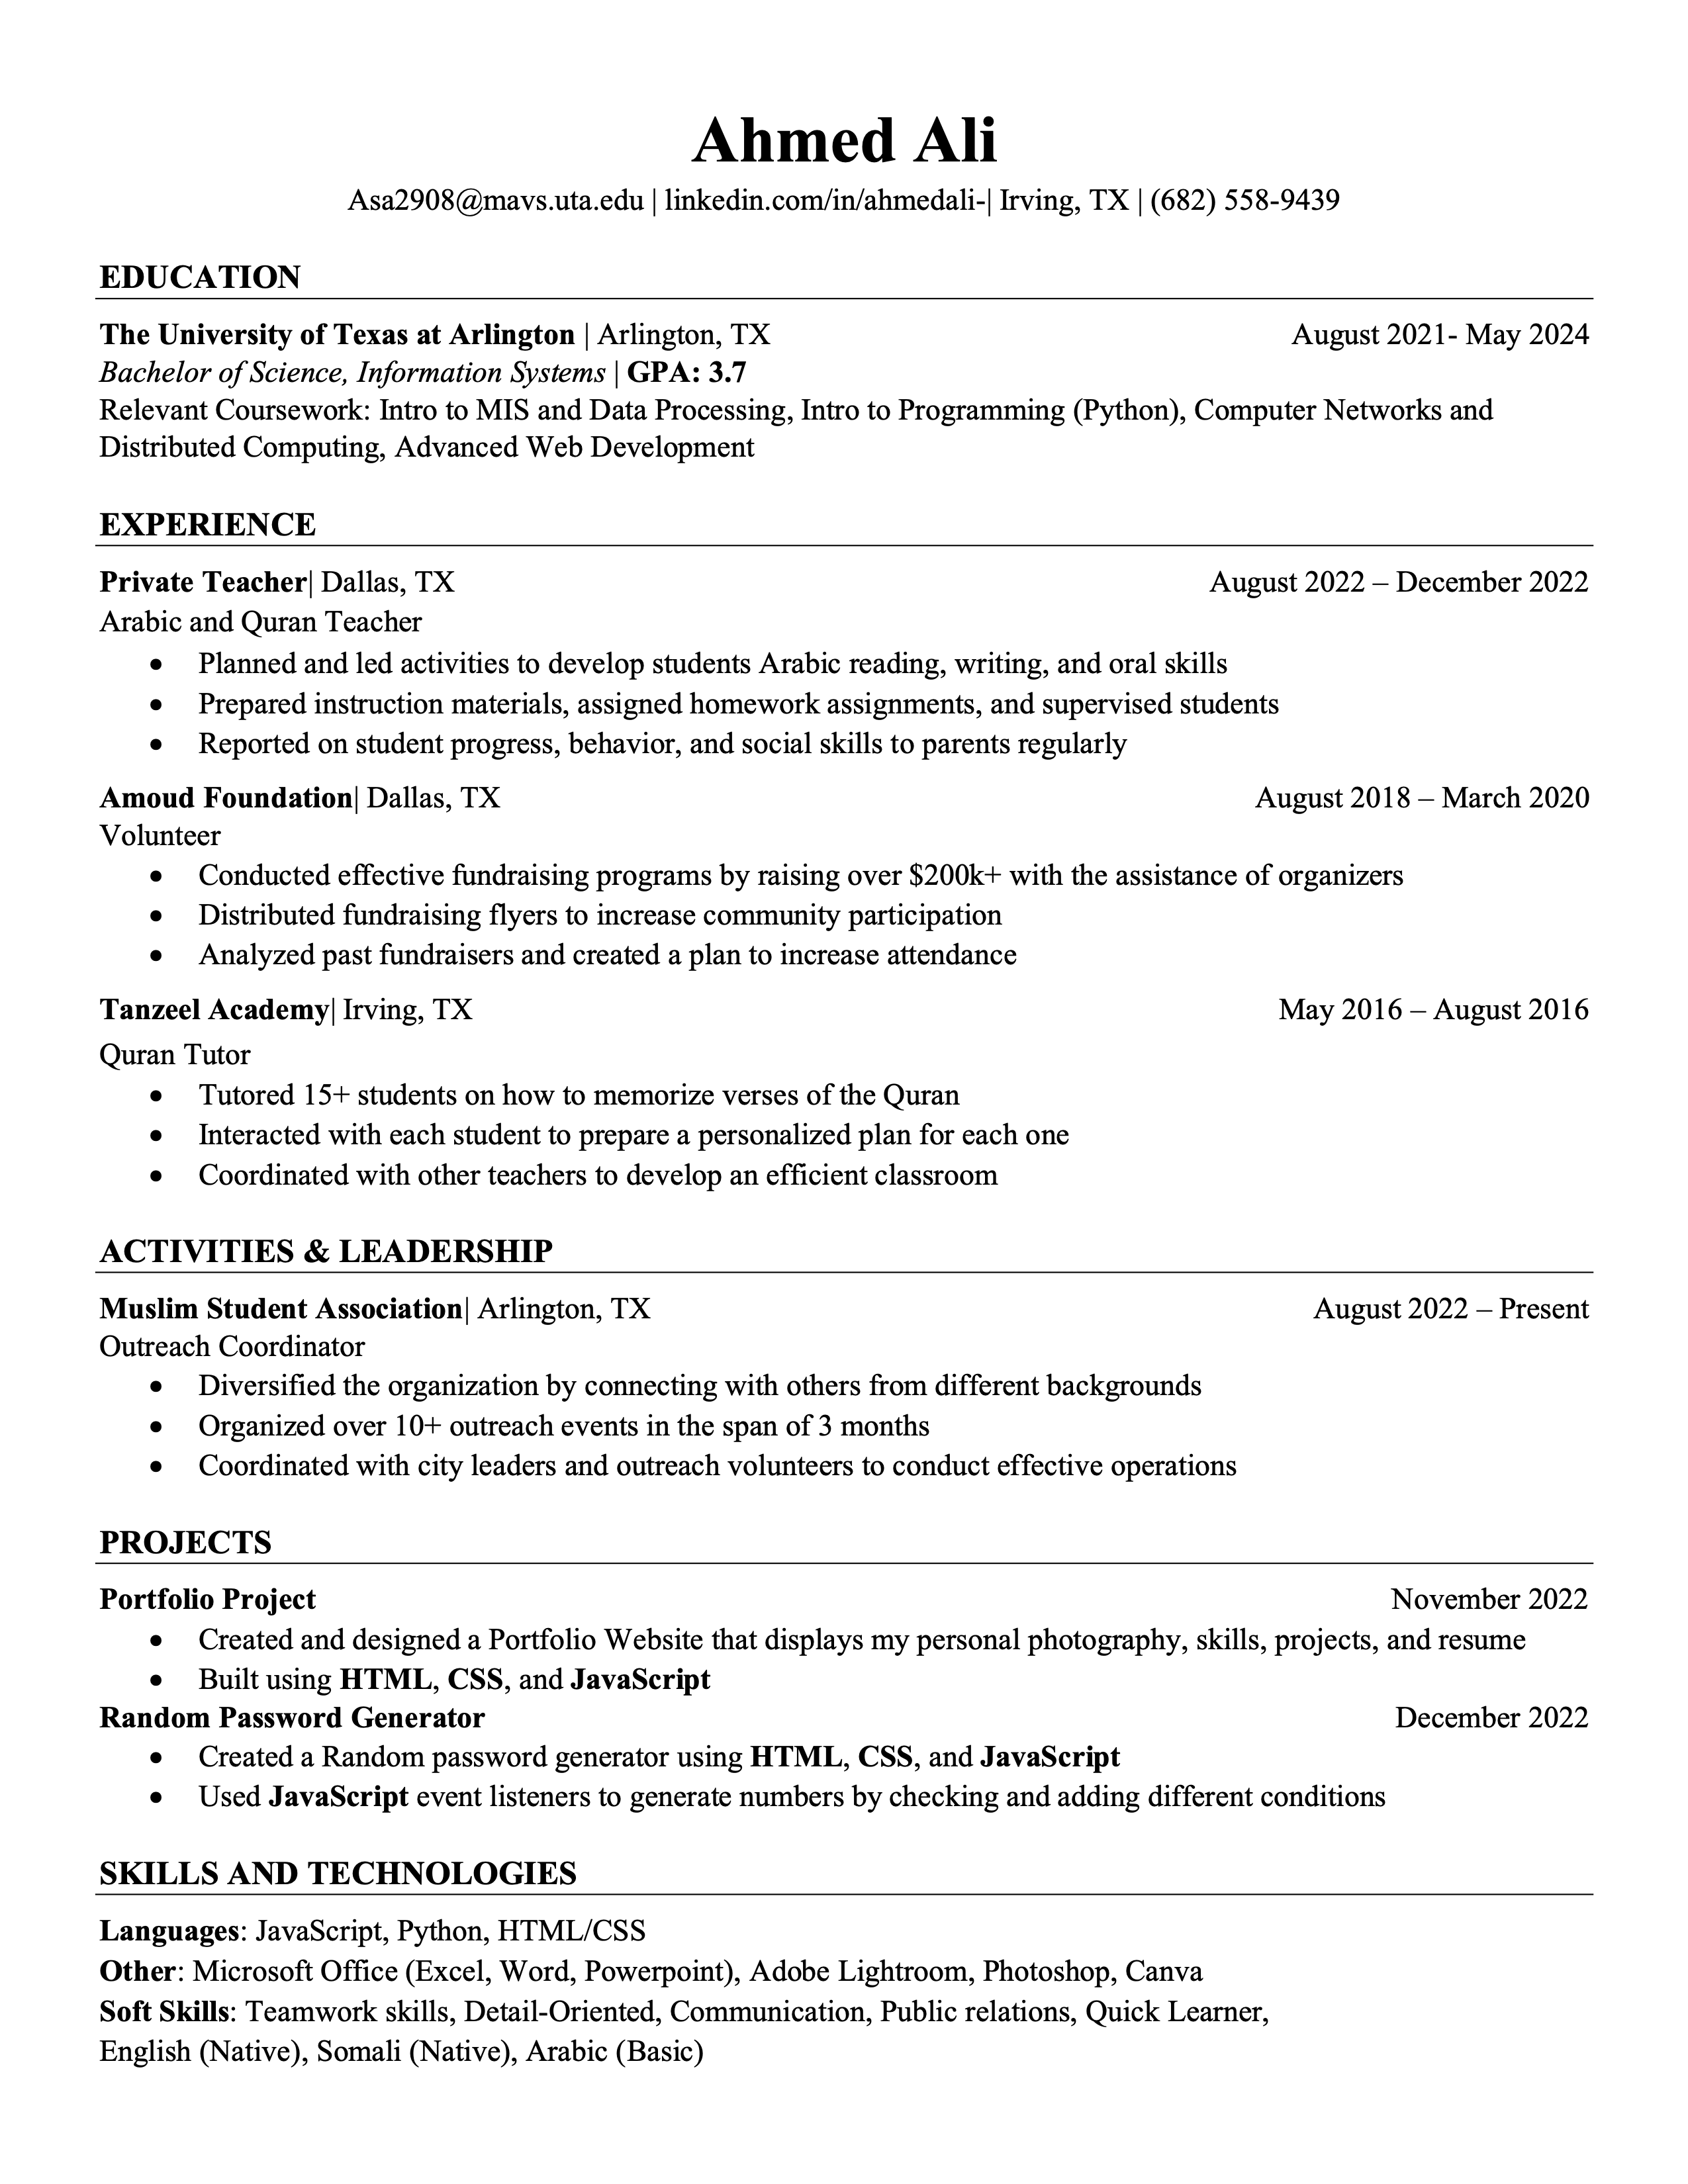 Ahmed Ali
Asa2908@mavs.uta.edu | linkedin.com/in/ahmedali-| Irving, TX | (682) 558-9439
EDUCATION
The University of Texas at Arlington | Arlington, TX August 2021- May 2024
Bachelor of Science, Information Systems | GPA: 3.7
Relevant Coursework: Intro to MIS and Data Processing, Intro to Programming (Python), Computer Networks and
Distributed Computing, Advanced Web Development
EXPERIENCE
Private Teacher| Dallas, TX August 2022 – December 2022
Arabic and Quran Teacher
• Planned and led activities to develop students Arabic reading, writing, and oral skills
• Prepared instruction materials, assigned homework assignments, and supervised students
• Reported on student progress, behavior, and social skills to parents regularly
Amoud Foundation| Dallas, TX August 2018 – March 2020
Volunteer
• Conducted effective fundraising programs by raising over $200k+ with the assistance of organizers
• Distributed fundraising flyers to increase community participation
• Analyzed past fundraisers and created a plan to increase attendance
Tanzeel Academy| Irving, TX May 2016 – August 2016
Quran Tutor
• Tutored 15+ students on how to memorize verses of the Quran
• Interacted with each student to prepare a personalized plan for each one
• Coordinated with other teachers to develop an efficient classroom
ACTIVITIES & LEADERSHIP
Muslim Student Association| Arlington, TX August 2022 – Present
Outreach Coordinator
• Diversified the organization by connecting with others from different backgrounds
• Organized over 10+ outreach events in the span of 3 months
• Coordinated with city leaders and outreach volunteers to conduct effective operations
PROJECTS
Portfolio Project November 2022
• Created and designed a Portfolio Website that displays my personal photography, skills, projects, and resume
• Built using HTML, CSS, and JavaScript
Random Password Generator December 2022
• Created a Random password generator using HTML, CSS, and JavaScript
• Used JavaScript event listeners to generate numbers by checking and adding different conditions
SKILLS AND TECHNOLOGIES
Languages: JavaScript, Python, HTML/CSS
Other: Microsoft Office (Excel, Word, Powerpoint), Adobe Lightroom, Photoshop, Canva
Soft Skills: Teamwork skills, Detail-Oriented, Communication, Public relations, Quick Learner,
English (Native), Somali (Native), Arabic (Basic)